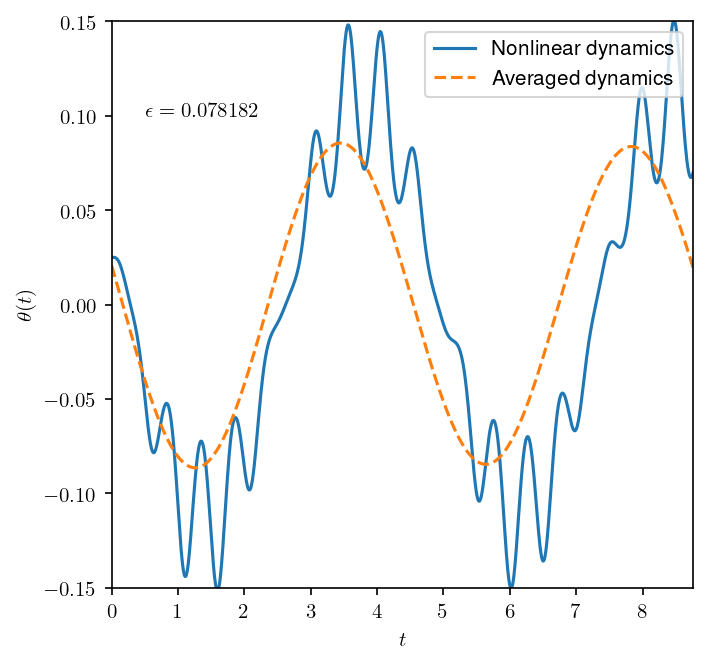 0.15
0.10
0.05
0.00
−0.05
−0.10
−0.15
θ(t)
Nonlinear dynamics
Averaged dynamics
ϵ = 0.078182
0 1 2 3 4 5 6 7 8
t